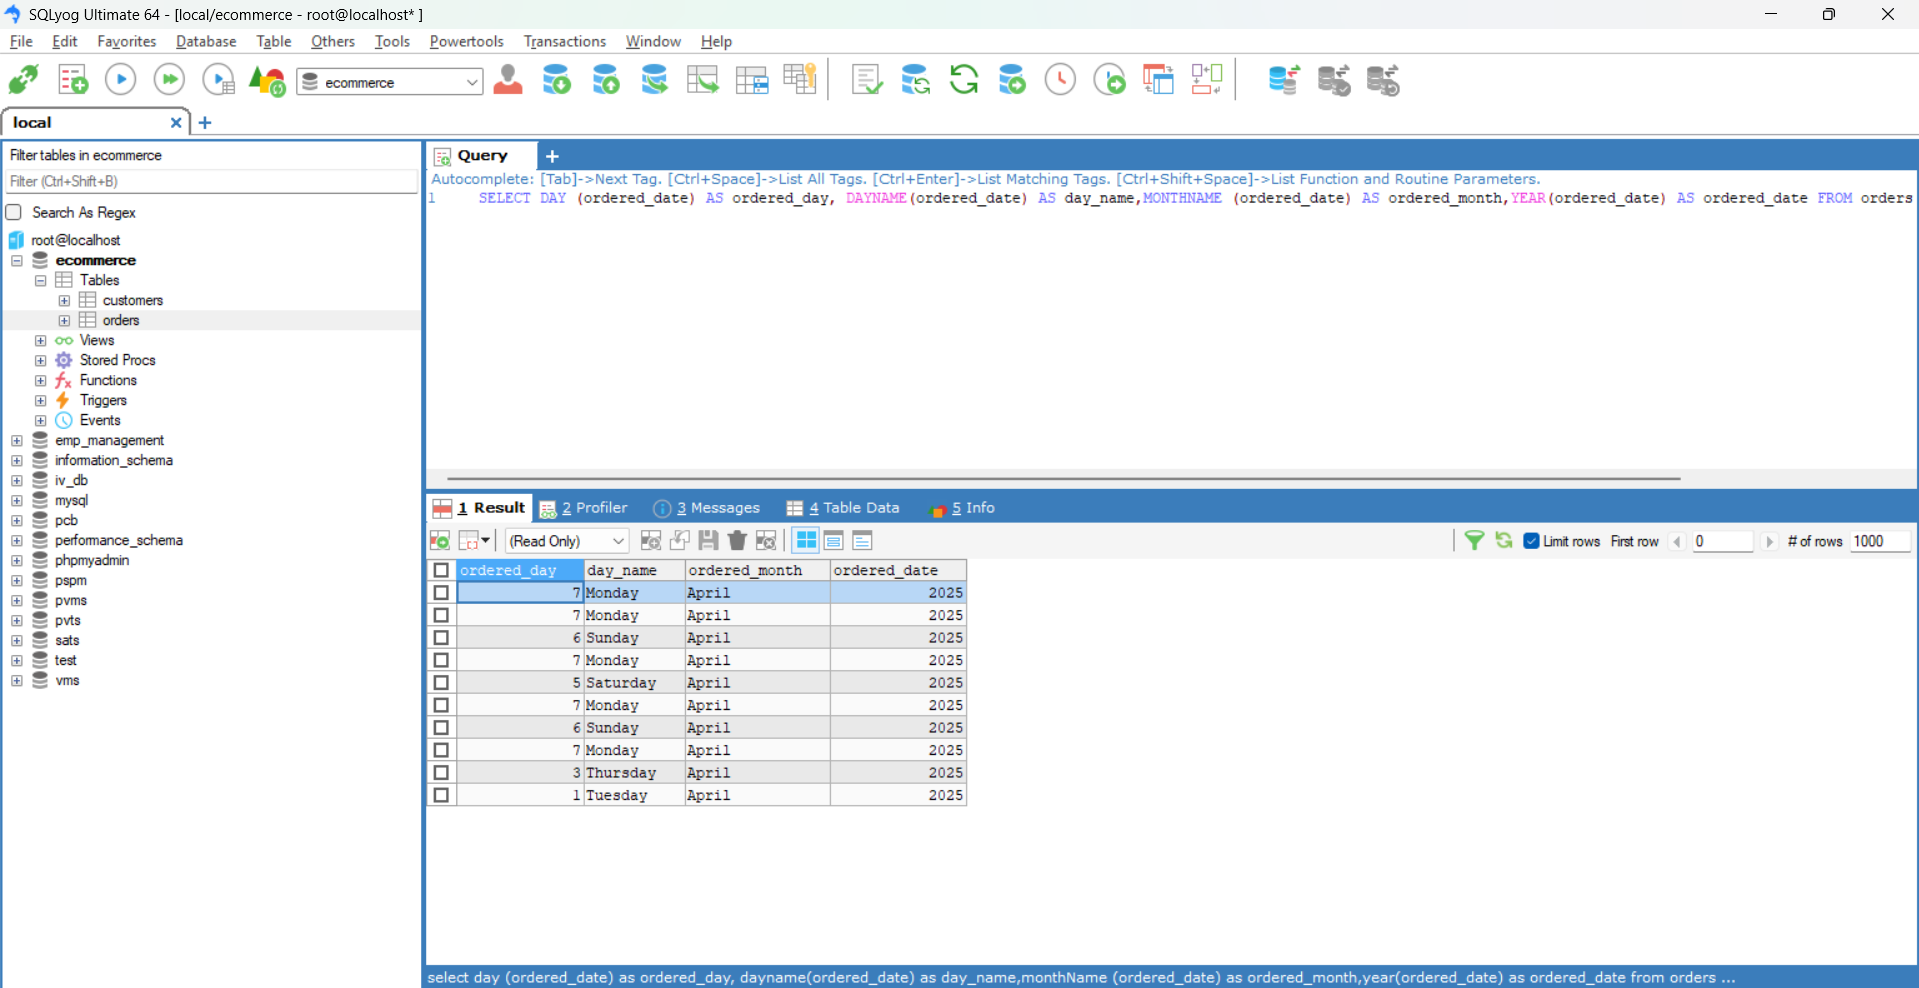 SQLyog Ultimate 64 - [local/ecommerce - root@localhost* ]
File Edit Favorites Database Table Others Tools Powertools Transactions Window Help
ecommerce
local
Filter tables in ecommerce
Filter (Ctrl+Shift+B)
Search As Regex
root@localhost
ecommerce
Tables
customers
orders
Views
Stored Procs
Functions
Triggers
Events
emp_management
information_schema
iv_db
mysql
pcb
performance_schema
phpmyadmin
pspm
pvms
pvts
sats
test
vms
Query
Autocomplete: [Tab]->Next Tag. [Ctrl+Space]->List All Tags. [Ctrl+Enter]->List Matching Tags. [Ctrl+Shift+Space]->List Function and Routine Parameters.
1 SELECT DAY (ordered_date) AS ordered_day, DAYNAME(ordered_date) AS day_name,MONTHNAME (ordered_date) AS ordered_month,YEAR(ordered_date) AS ordered_date FROM orders
1 Result 2 Profiler 3 Messages 4 Table Data 5 Info
(Read Only) Limit rows First row 0 # of rows 1000
ordered_day day_name ordered_month ordered_date
7 Monday April 2025
7 Monday April 2025
6 Sunday April 2025
7 Monday April 2025
5 Saturday April 2025
7 Monday April 2025
6 Sunday April 2025
7 Monday April 2025
3 Thursday April 2025
1 Tuesday April 2025
select day (ordered_date) as ordered_day, dayname(ordered_date) as day_name,monthName (ordered_date) as ordered_month,year(ordered_date) as ordered_date from orders ...